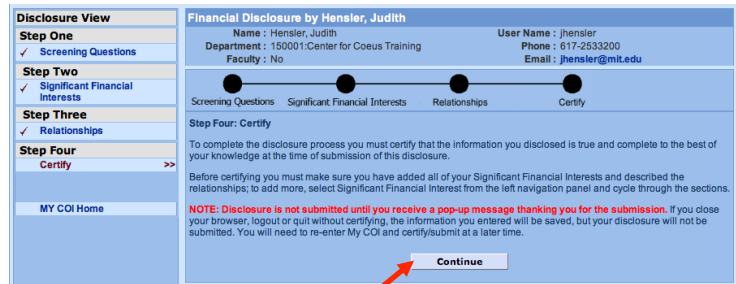 Disclosure View
Step One
✓ Screening Questions
Step Two
✓ Significant Financial
Interests
Step Three
✓ Relationships
Step Four
Certify >>
MY COI Home
Financial Disclosure by Hensler, Judith
Name : Hensler, Judith User Name : jhensler
Department : 150001:Center for Coeus Training Phone : 617-2533200
Faculty : No Email : jhensler@mit.edu
Screening Questions Significant Financial Interests Relationships Certify
Step Four: Certify
To complete the disclosure process you must certify that the information you disclosed is true and complete to the best of
your knowledge at the time of submission of this disclosure.
Before certifying you must make sure you have added all of your Significant Financial Interests and described the
relationships; to add more, select Significant Financial Interest from the left navigation panel and cycle through the sections.
NOTE: Disclosure is not submitted until you receive a pop-up message thanking you for the submission. If you close
your browser, logout or quit without certifying, the information you entered will be saved, but your disclosure will not be
submitted. You will need to re-enter My COI and certify/submit at a later time.
Continue